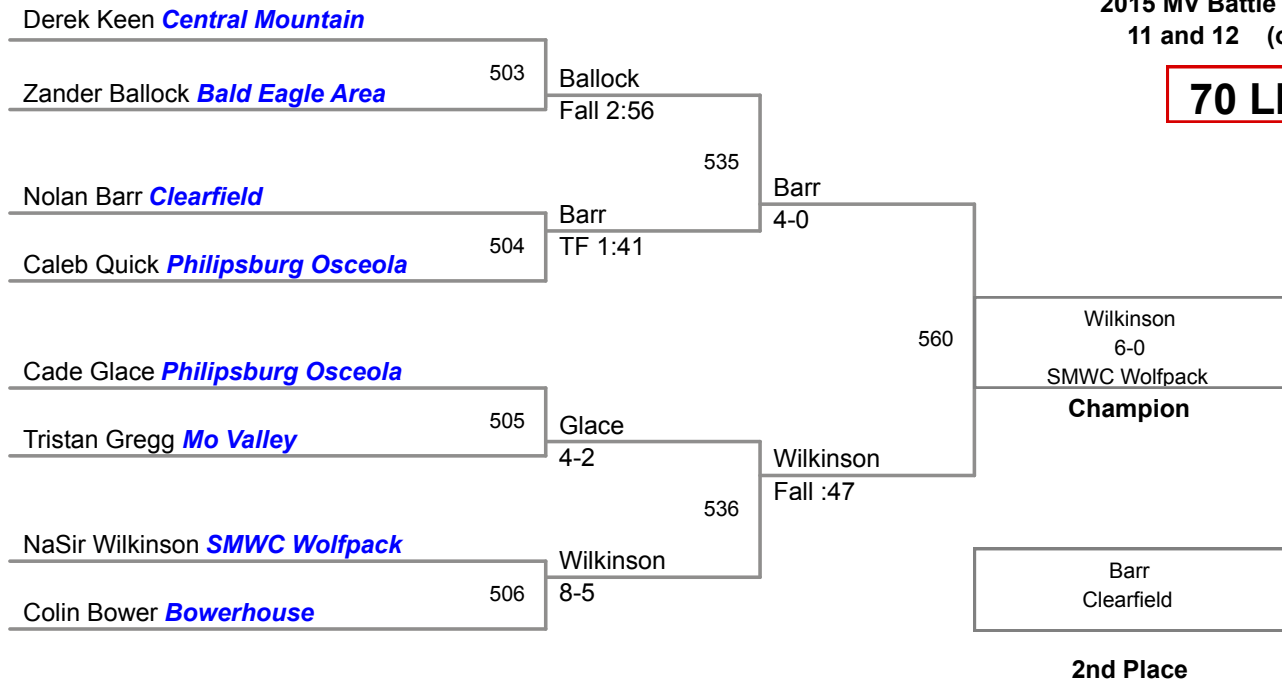 Derek Keen Central Mountain
2015 MV Battle
11 and 12
503
Zander Ballock Bald Eagle Area
Ballock
Fall 2:56
70
535
Nolan Barr Clearfield
Barr
TF 1:41
Barr
4-0
504
Caleb Quick Philipsburg Osceola
560
Wilkinson
6-0
SMWC Wolfpack
Champion
Cade Glace Philipsburg Osceola
505
Tristan Gregg Mo Valley
Glace
4-2
Wilkinson
Fall :47
536
NaSir Wilkinson SMWC Wolfpack
Wilkinson
8-5
506
Colin Bower Bowerhouse
Barr
Clearfield
2nd Place